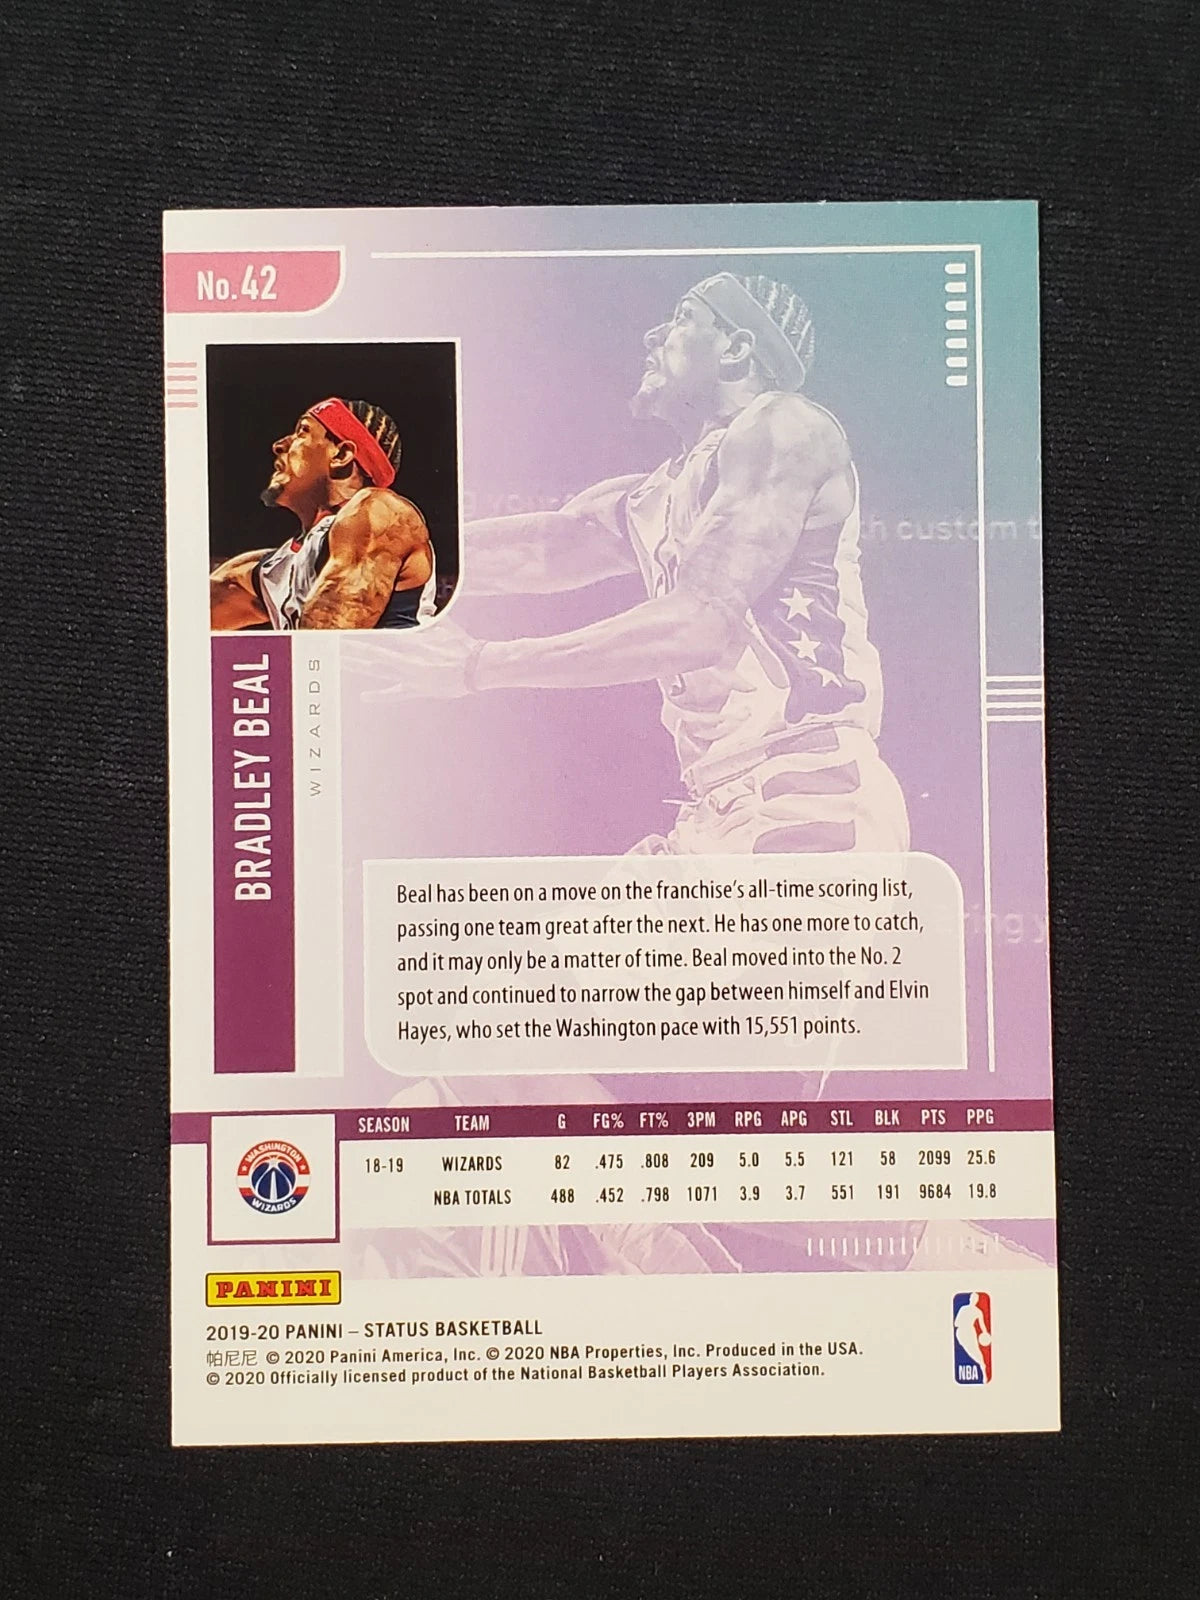 No. 42
BRADLEY BEAL
WIZARDS
h custom t
ring y
Beal has been on a move on the franchise's all-time scoring list,
passing one team great after the next. He has one more to catch,
and it may only be a matter of time. Beal moved into the No. 2
spot and continued to narrow the gap between himself and Elvin
Hayes, who set the Washington pace with 15,551 points.
SEASON TEAM G FG% FT% 3PM RPG APG STL BLK PTS PPG
18-19 WIZARDS 82 .475 .808 209 5.0 5.5 121 58 2099 25.6
NBA TOTALS 488 .452 .798 1071 3.9 3.7 551 191 9684 19.8
WASHINGTON
WIZARDS
PANINI
2019-20 PANINI – STATUS BASKETBALL
帕尼尼 © 2020 Panini America, Inc. © 2020 NBA Properties, Inc. Produced in the USA.
© 2020 Officially licensed product of the National Basketball Players Association.
NBA